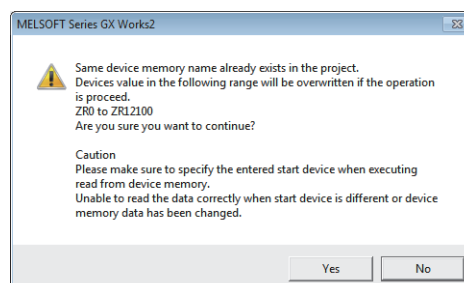 MELSOFT Series GX Works2
Same device memory name already exists in the project.
Devices value in the following range will be overwritten if the operation
is proceed.
ZR0 to ZR12100
Are you sure you want to continue?
Caution
Please make sure to specify the entered start device when executing
read from device memory.
Unable to read the data correctly when start device is different or device
memory data has been changed.
Yes
No